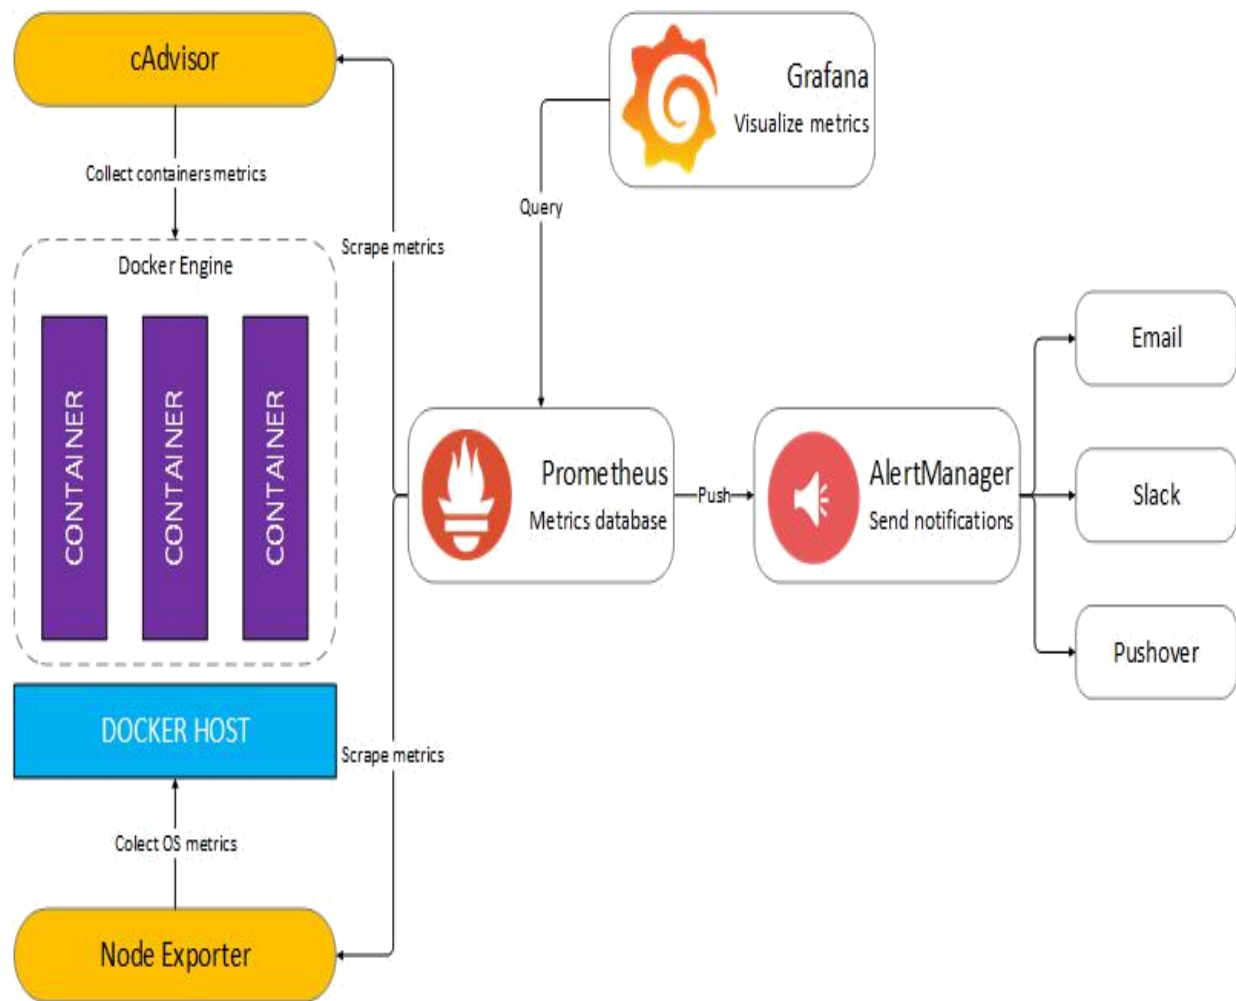 cAdvisor
Grafana
Visualize metrics
Collect containers metrics
Query
Scrape metrics
Docker Engine
CONTAINER
CONTAINER
CONTAINER
Email
Prometheus
Metrics database
Push
AlertManager
Send notifications
Slack
Pushover
DOCKER HOST
Scrape metrics
Colect OS metrics
Node Exporter